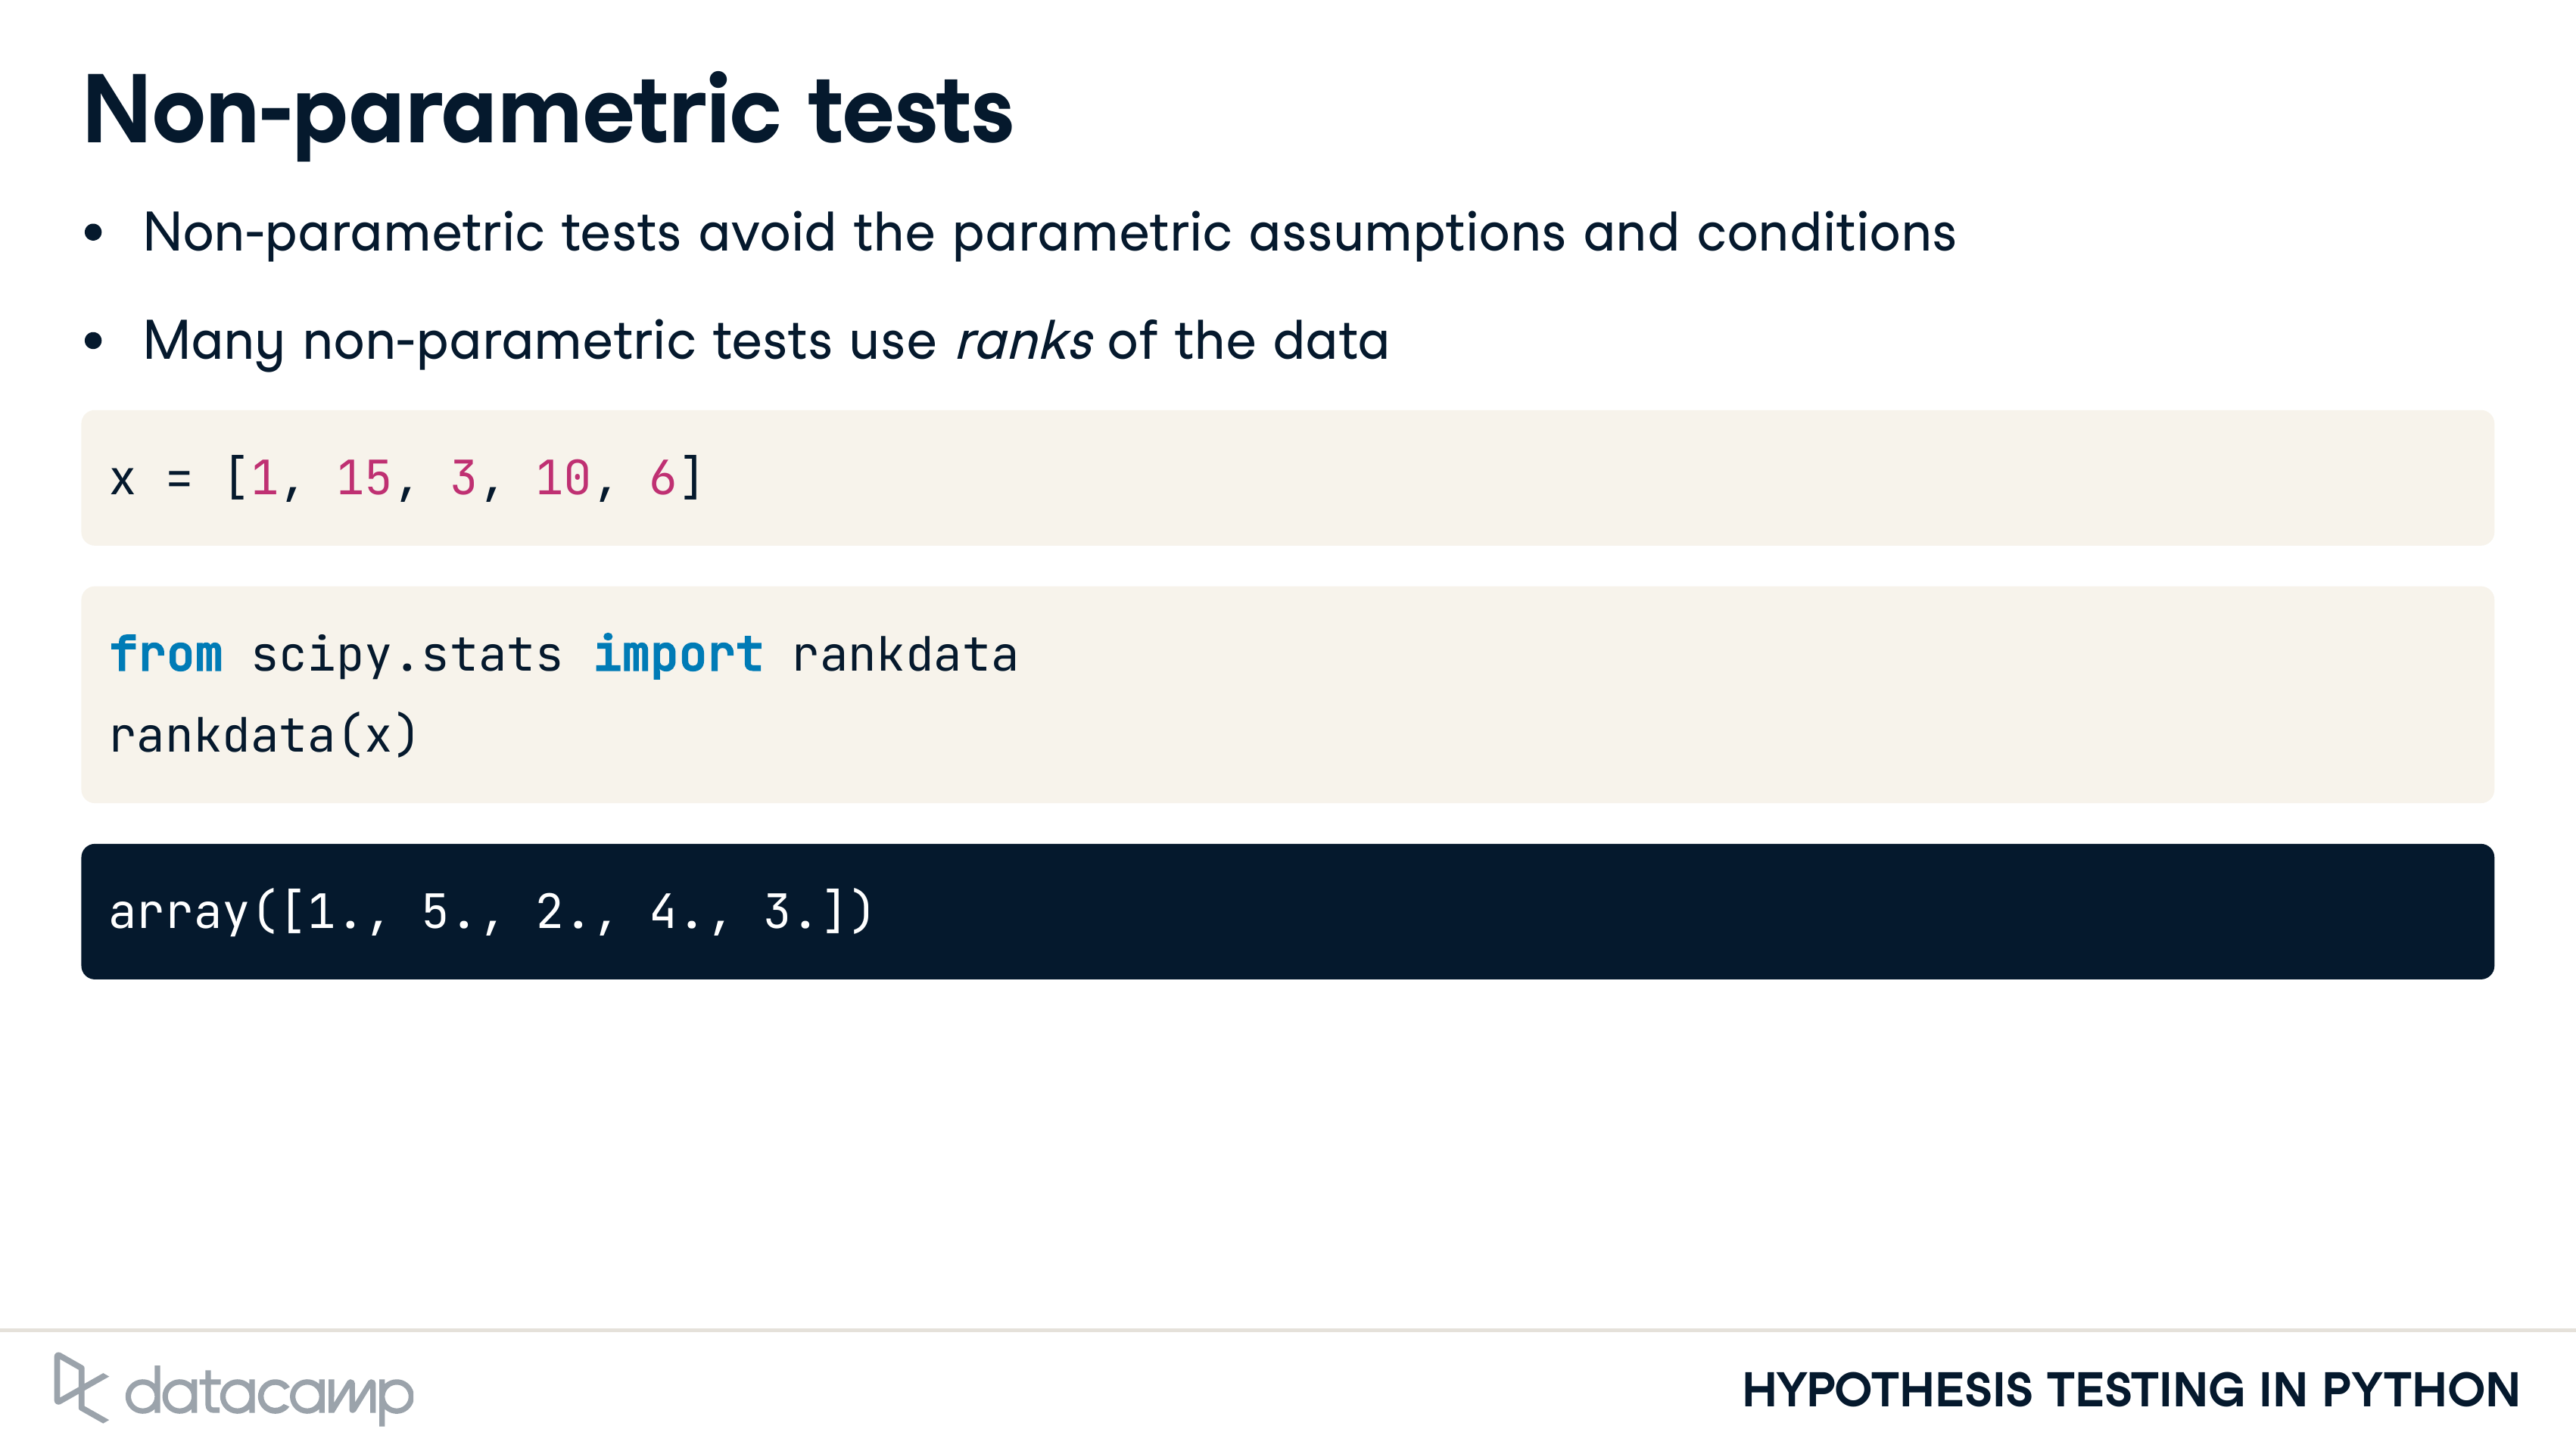 Non-parametric tests
• Non-parametric tests avoid the parametric assumptions and conditions
• Many non-parametric tests use ranks of the data
x = [1, 15, 3, 10, 6]
from scipy.stats import rankdata
rankdata(x)
array([1., 5., 2., 4., 3.])
datacamp
HYPOTHESIS TESTING IN PYTHON